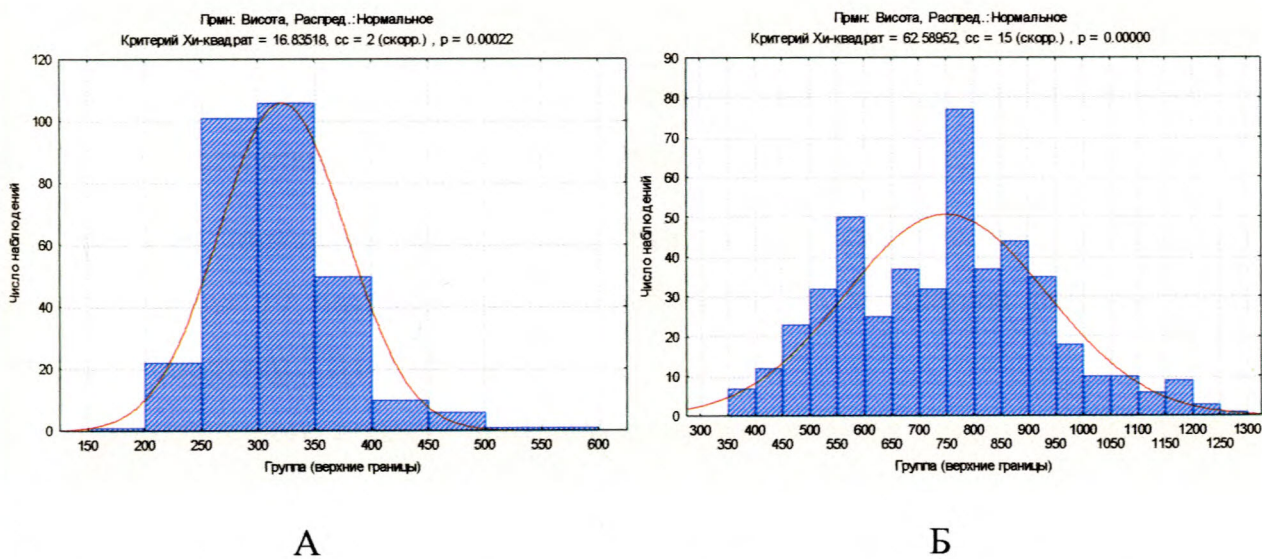 Прмн: Висота, Распред.:Нормальное
Критерий Хи-квадрат = 16.83518, сс = 2 (скорр.) , р = 0.00022
120
100
80
60
40
20
0
Число наблюдений
150 200 250 300 350 400 450 500 600
Группа (верхние границы)
А
Прмн: Висота, Распред.:Нормальное
Критерий Хи-квадрат = 62.58952, сс = 15 (скорр.) , р = 0.00000
90
80
70
60
50
40
30
20
10
0
Число наблюдений
300 400 500 600 700 800 900 1000 1100 1200 1300
350 450 550 650 750 850 950 1050 1150 1250
Группа (верхние границы)
Б